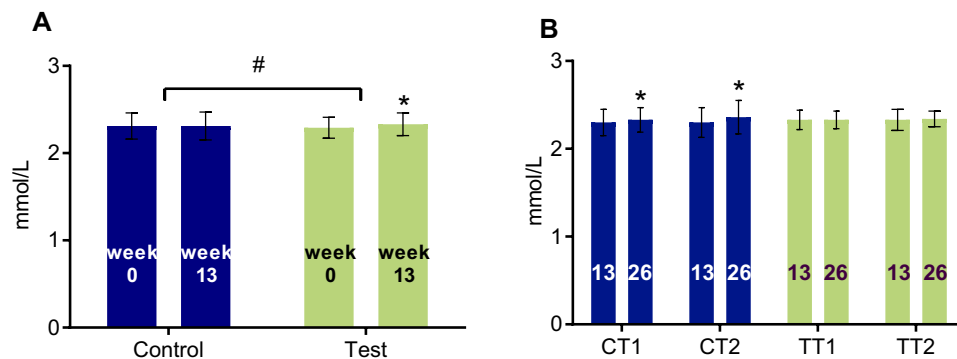 A
mmol/L
3
2
1
0
#
*
week
0
week
13
week
0
week
13
Control
Test
B
mmol/L
3
2
1
0
*
*
13 26
13 26
13 26
13 26
CT1
CT2
TT1
TT2